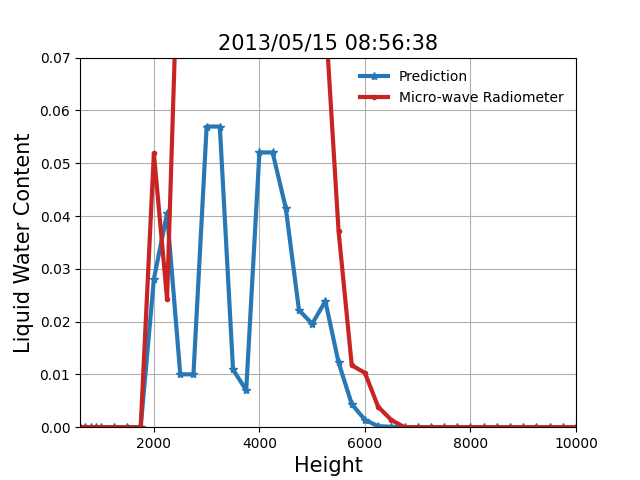 2013/05/15 08:56:38
Prediction
Micro-wave Radiometer
Liquid Water Content
0.07
0.06
0.05
0.04
0.03
0.02
0.01
0.00
2000 4000 6000 8000 10000
Height